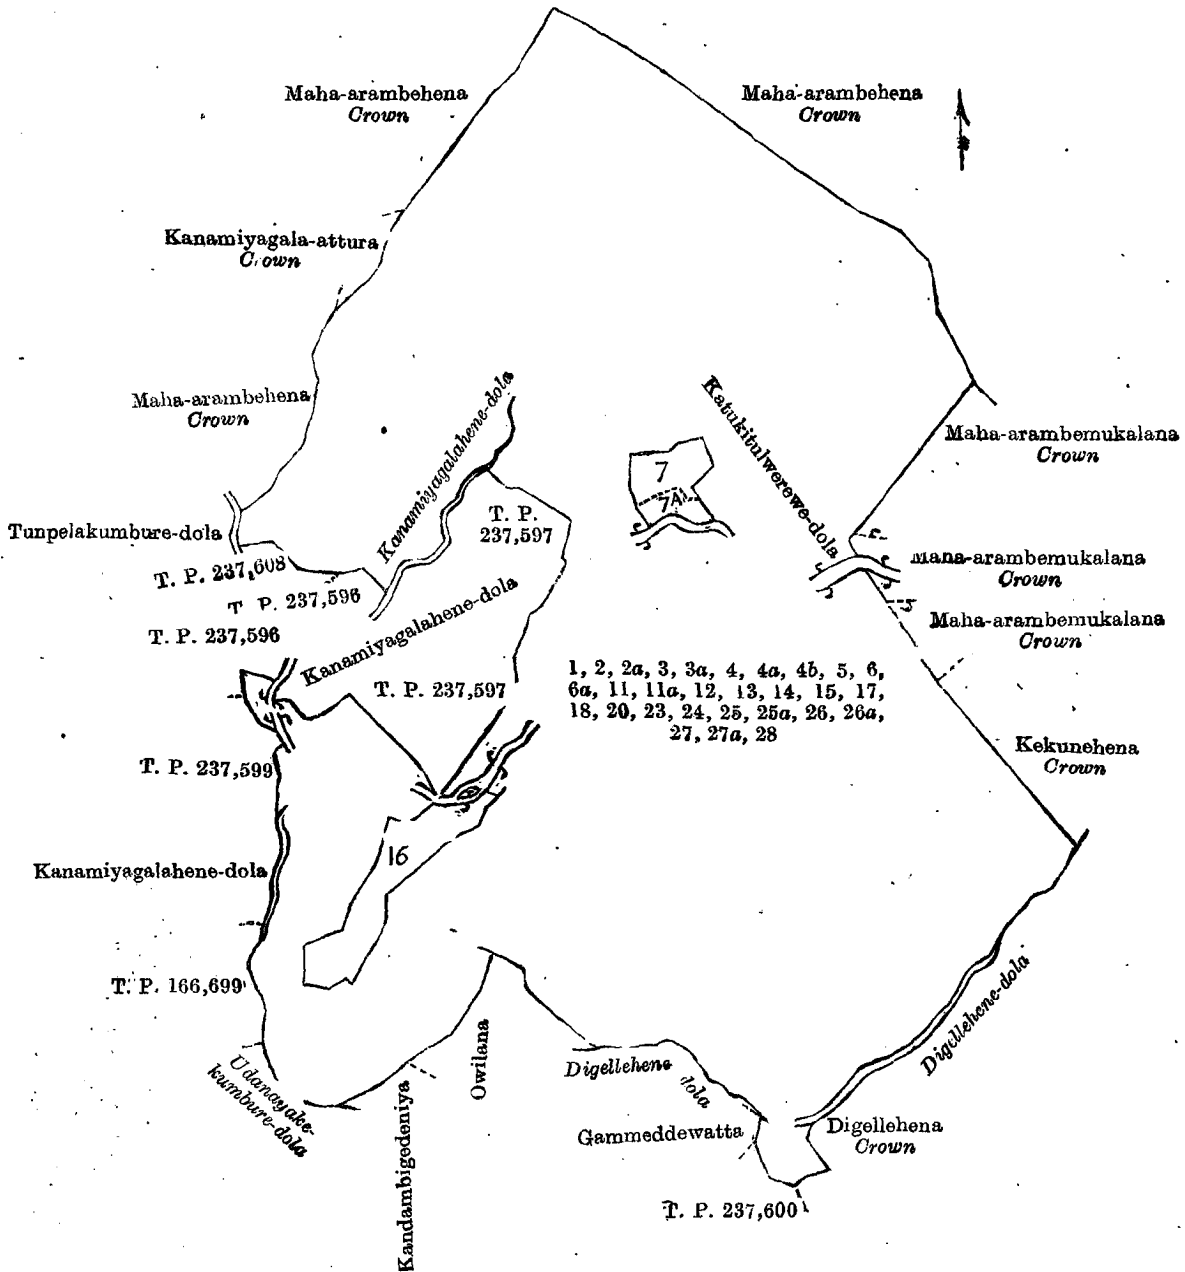 Maha-arambehena
Crown
Maha-arambehena
Crown
Kanamiyagala-attura
Crown
Maha-arambehena
Crown
Kanamiyagalahene-dola
Katukitulwerewe-dola
Maha-arambemukalana
Crown
7
7A
T. P.
237,597
Tunpelakumbure-dola
T. P. 237,608
T P. 237,596
T. P. 237,596
Kanamiyagalahene-dola
T. P. 237,697
Maha-arambemukalana
Crown
Maha-arambemukalana
Crown
1, 2, 2a, 3, 3a, 4, 4a, 4b, 5, 6,
6a, 11, 11a, 12, 13, 14, 15, 17,
18, 20, 23, 24, 25, 25a, 26, 26a,
27, 27a, 28
Kekunehena
Crown
T. P. 237,599
16
Kanamiyagalahene-dola
T. P. 166,699
Udanayake-
kumbure-dola
Kandambigedeniya
Owilana
Digellehene
dola
Digellehene-dola
Gammeddewatta
Digellehena
Crown
T. P. 237,600